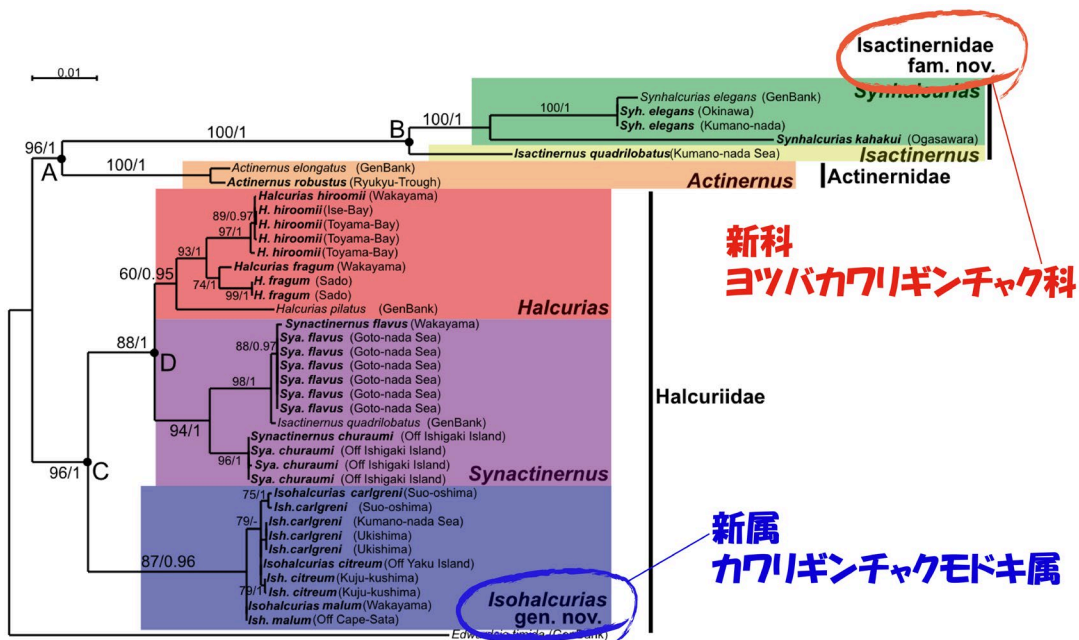 Isactinernidae
fam. nov.
0.01
Synhalcurias
Synhalcurias elegans (GenBank)
100/1
Syh. elegans (Okinawa)
B
100/1
Syh. elegans (Kumano-nada)
100/1
Synhalcurias kahakui (Ogasawara)
96/1
Isactinernus quadrilobatus(Kumano-nada Sea)
Isactinernus
A
100/1
Actinernus elongatus (GenBank)
Actinernus robustus(Ryukyu-Trough)
Actinernus
Actinernidae
Halcurias hiroomii (Wakayama)
89/0.97
H. hiroomii (Ise-Bay)
97/1
H. hiroomii(Toyama-Bay)
H. hiroomii(Toyama-Bay)
93/1
H. hiroomii(Toyama-Bay)
新科
ヨツバカワリギンチャク科
Halcurias fragum (Wakayama)
60/0.95
74/1
H. fragum (Sado)
99/1
H. fragum (Sado)
Halcurias pilatus (GenBank)
Halcurias
Synactinernus flavus (Wakayama)
Sya. flavus (Goto-nada Sea)
88/1
88/0.97
Sya. flavus (Goto-nada Sea)
D
Sya. flavus (Goto-nada Sea)
98/1
Sya. flavus (Goto-nada Sea)
Sya. flavus (Goto-nada Sea)
Sya. flavus (Goto-nada Sea)
Halcuriidae
Isactinernus quadrilobatus (GenBank)
94/1
Synactinernus churaumi (Off Ishigaki Island)
Sya. churaumi (Off Ishigaki Island)
96/1
Sya. churaumi (Off Ishigaki Island)
Sya. churaumi (Off Ishigaki Island)
Synactinernus
96/1
C
75/1
Isohalcurias carlgreni(Suo-oshima)
Ish.carlgreni (Suo-oshima)
79/-
Ish.carlgreni (Kumano-nada Sea)
Ish.carlgreni (Ukishima)
Ish.carlgreni (Ukishima)
新属
カワリギンチャクモドキ属
87/0.96
Isohalcurias citreum (Off Yaku Island)
Ish. citreum (Kuju-kushima)
79/1
Ish. citreum (Kuju-kushima)
Isohalcurias malum (Wakayama)
Ish. malum (Off Cape-Sata)
Isohalcurias
gen. nov.
Edwardsia timida (GenBank)